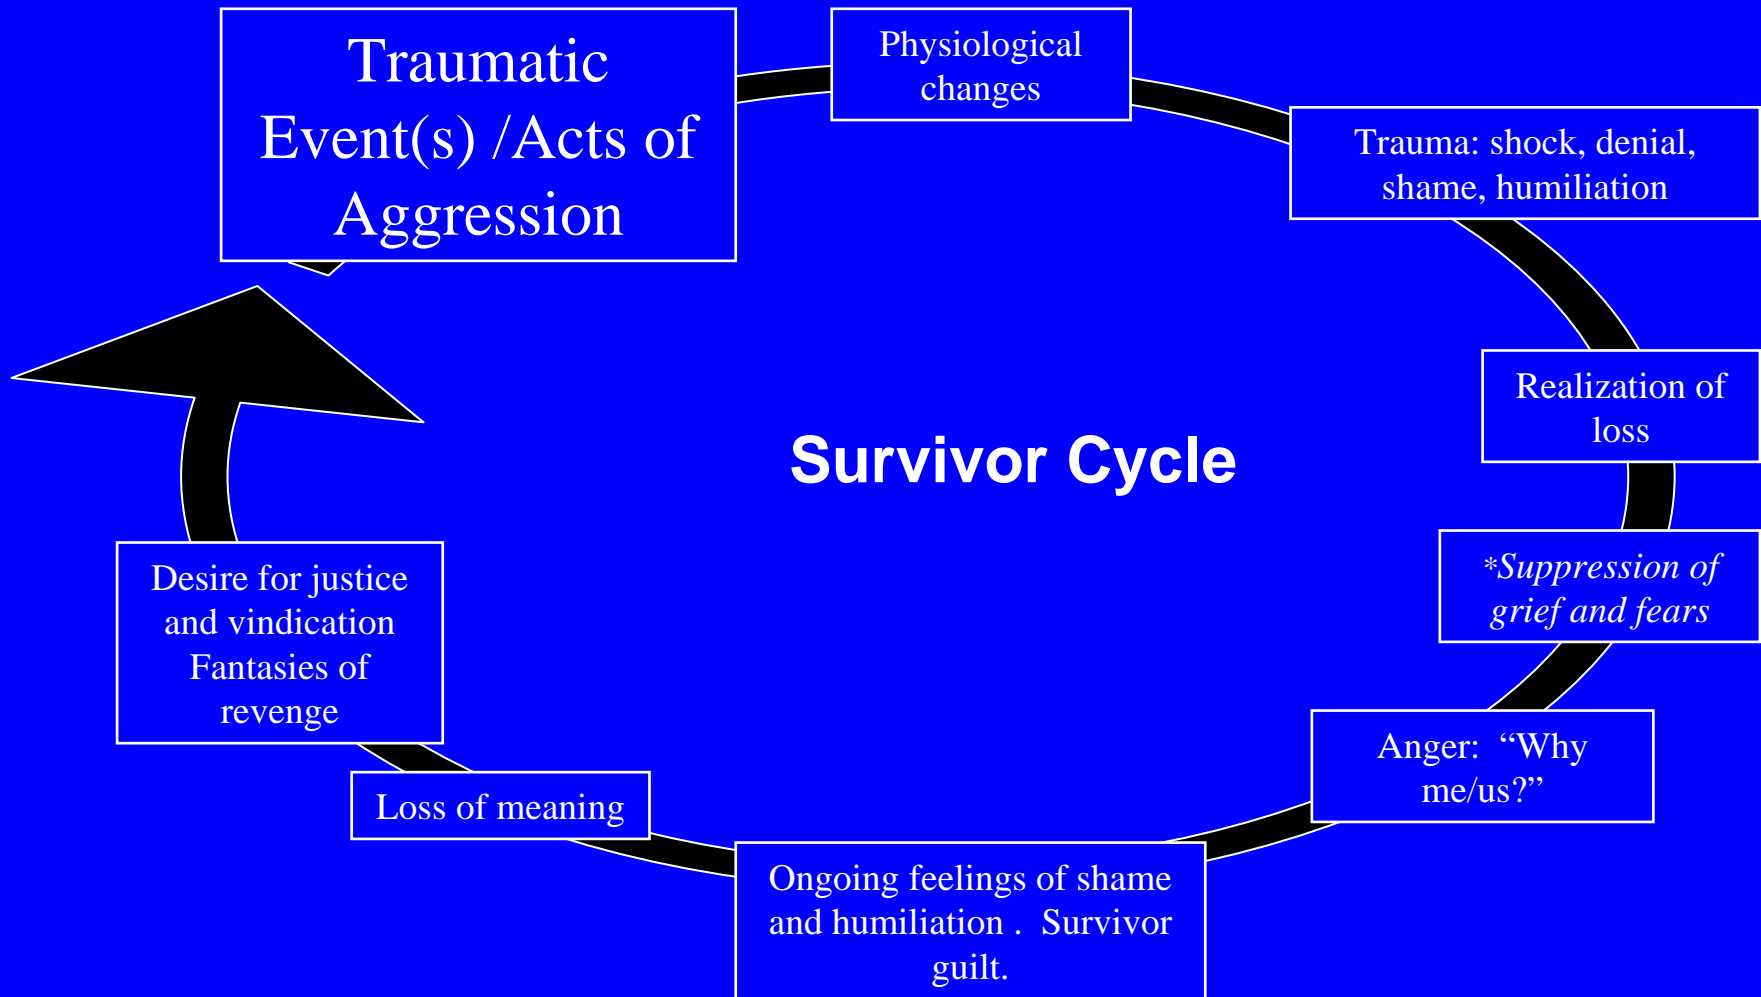 Traumatic
Event(s) /Acts of
Aggression
Physiological
changes
Trauma: shock, denial,
shame, humiliation
Realization of
loss
Survivor Cycle
*Suppression of
grief and fears
Anger:  “Why
me/us?”
Ongoing feelings of shame
and humiliation .  Survivor
guilt.
Loss of meaning
Desire for justice
and vindication
Fantasies of
revenge